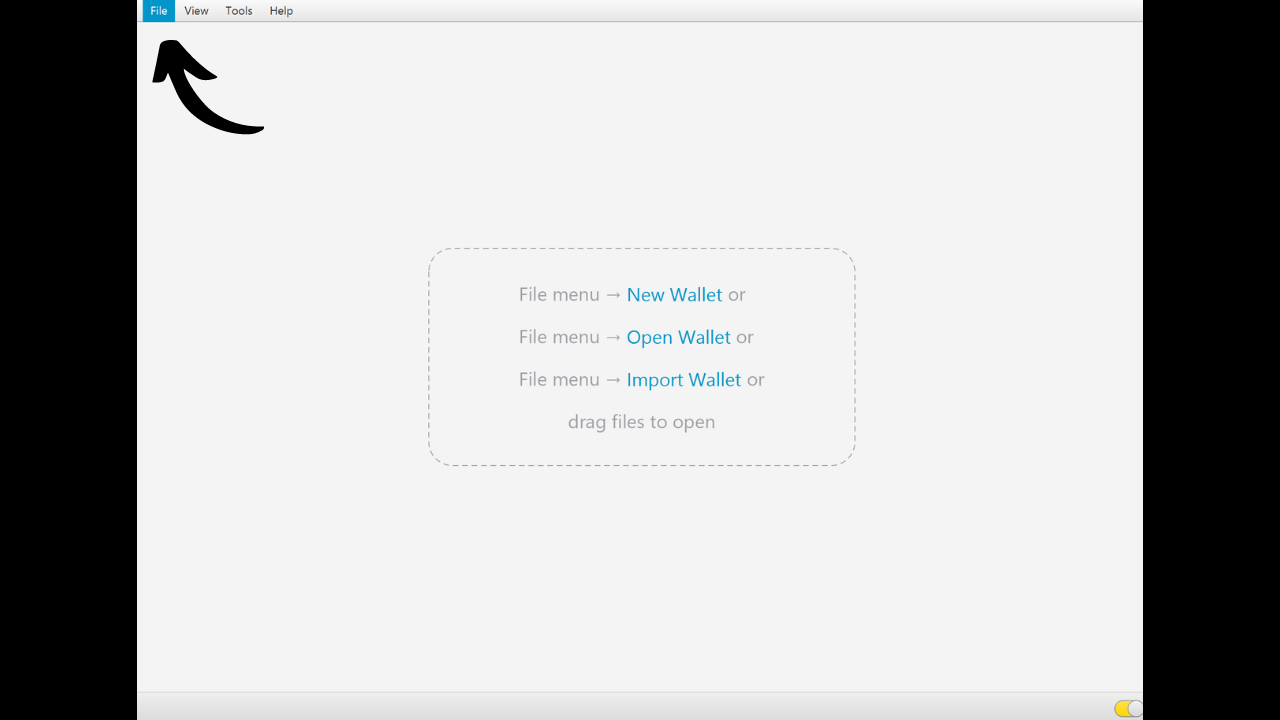 File View Tools Help
File menu → New Wallet or
File menu → Open Wallet or
File menu → Import Wallet or
drag files to open